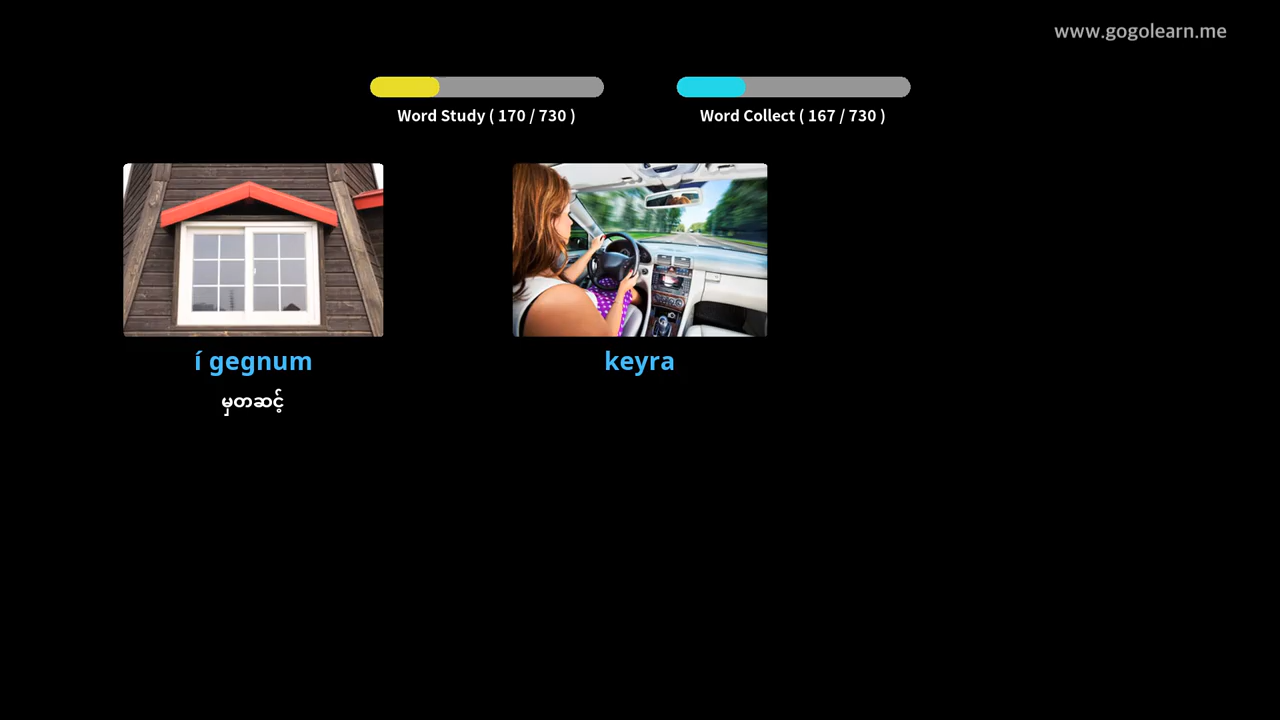 www.gogolearn.me
Word Study ( 170 / 730 )
Word Collect ( 167 / 730 )
í gegnum
keyra
မှတဆင့်